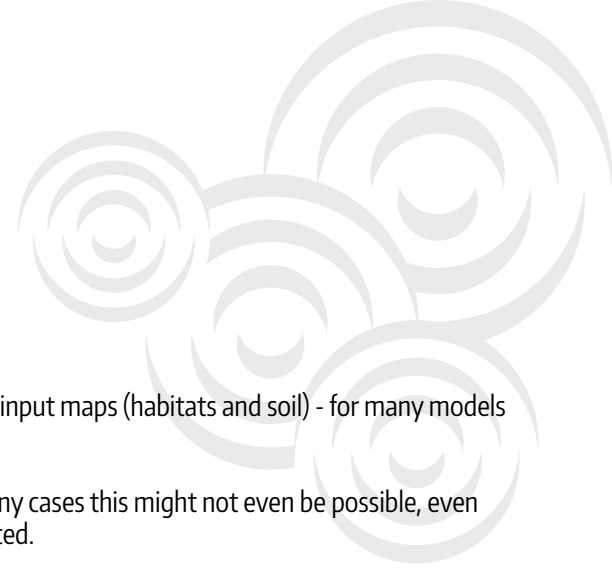 input maps (habitats and soil) - for many models
ny cases this might not even be possible, even
ted.